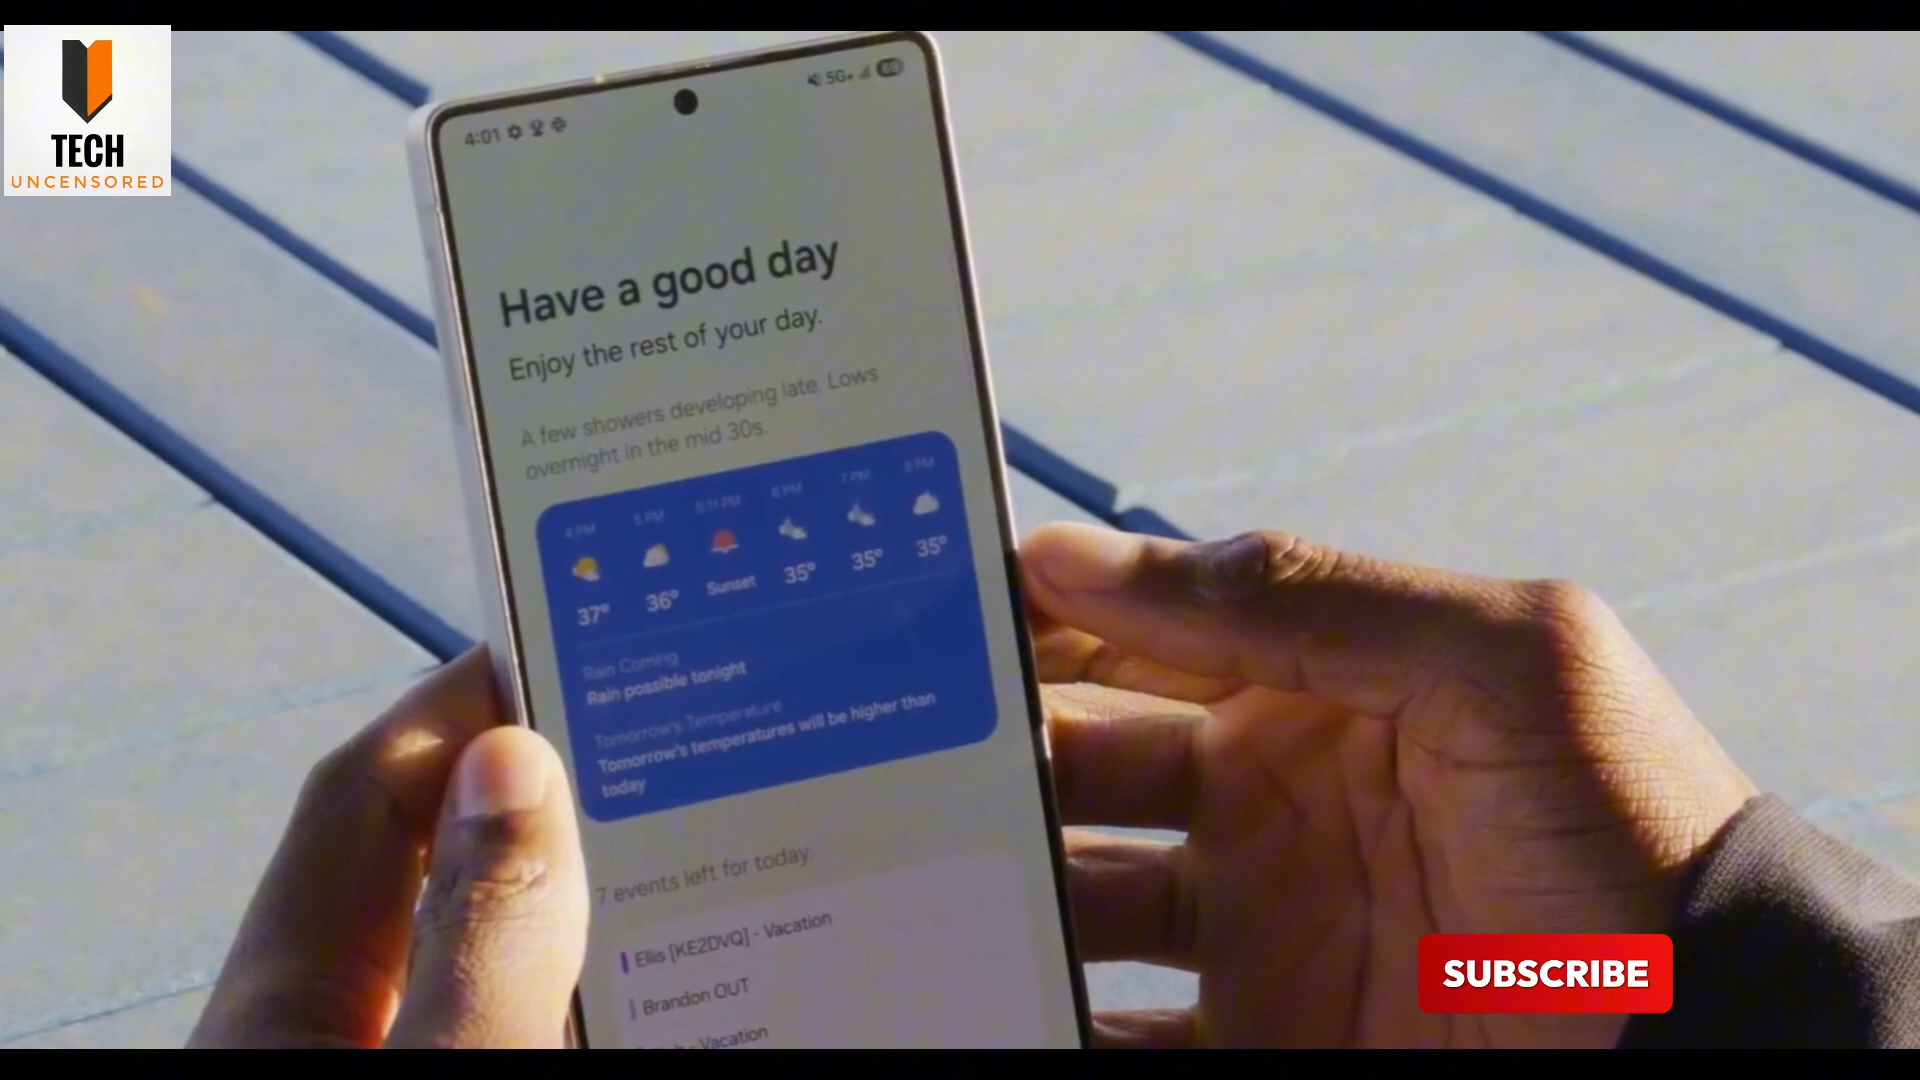 TECH
UNCENSORED
4:01
5G+
Have a good day
Enjoy the rest of your day.
A few showers developing late. Lows
overnight in the mid 30s.
4 PM 5 PM 5:11 PM 6 PM 7 PM 8 PM
37° 36° Sunset 35° 35° 35°
Rain Coming
Rain possible tonight
Tomorrow's Temperature
Tomorrow's temperatures will be higher than
today
7 events left for today.
Ellis [KE2DVQ] - Vacation
Brandon OUT
- Vacation
SUBSCRIBE